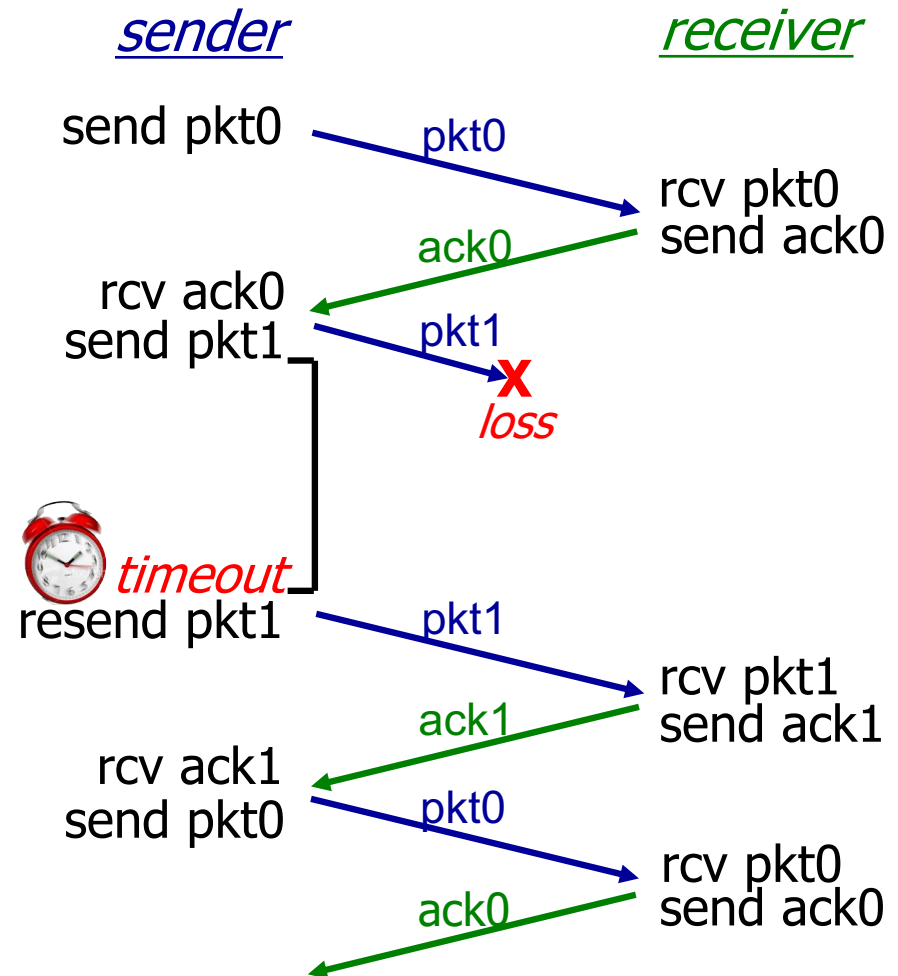 sender
receiver
send pkt0
pkt0
rcv pkt0
send ack0
ack0
rcv ack0
send pkt1
pkt1
X
loss
timeout
resend pkt1
pkt1
rcv pkt1
send ack1
ack1
rcv ack1
send pkt0
pkt0
rcv pkt0
send ack0
ack0